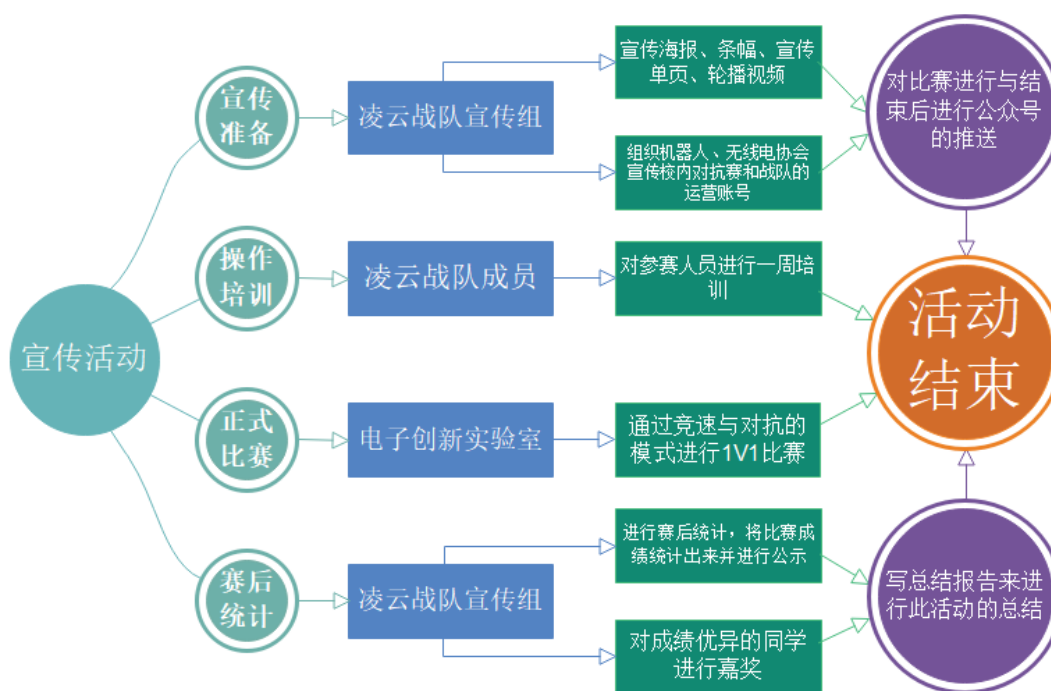 宣传活动
宣传
准备
凌云战队宣传组
宣传海报、条幅、宣传
单页、轮播视频
组织机器人、无线电协会
宣传校内对抗赛和战队的
运营账号
对比赛进行与结
束后进行公众号
的推送
操作
培训
凌云战队成员
对参赛人员进行一周培
训
活动
结束
正式
比赛
电子创新实验室
通过竞速与对抗的
模式进行1V1比赛
赛后
统计
凌云战队宣传组
进行赛后统计，将比赛成
绩统计出来并进行公示
对成绩优异的同学
进行嘉奖
写总结报告来进
行此活动的总结